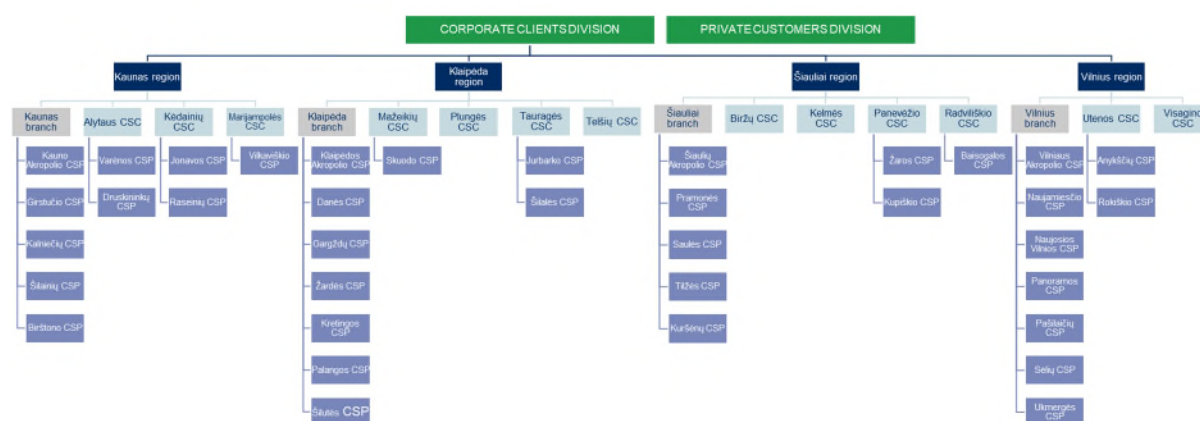 CORPORATE CLIENTS DIVISION
PRIVATE CUSTOMERS DIVISION
Kaunas region
Klaipėda
region
Šiauliai region
Vilnius region
Kaunas
branch
Alytaus CSC
Kėdainių
CSC
Marijampolės
CSC
Klaipėda
branch
Mažeikių
CSC
Plungės
CSC
Tauragės
CSC
Telšių CSC
Šiauliai
branch
Biržų CSC
Kelmės
CSC
Panevėžio
CSC
Radviliškio
CSC
Vilnius
branch
Utenos CSC
Visagino
CSC
Kauno
Akropolio CSP
Girstučio CSP
Kalniečių CSP
Šilainių CSP
Birštono CSP
Varėnos CSP
Druskininkų
CSP
Jonavos CSP
Raseinių CSP
Vilkaviškio
CSP
Klaipėdos
Akropolio CSP
Danės CSP
Gargždų CSP
Žardės CSP
Kretingos
CSP
Palangos CSP
Šilutės CSP
Skuodo CSP
Jurbarko CSP
Šilalės CSP
Šiaulių
Akropolio CSP
Pramonės
CSP
Saulės CSP
Tilžės CSP
Kuršėnų CSP
Žaros CSP
Kupiškio CSP
Baisogalos CSP
Vilniaus
Akropolio CSP
Naujamiesčio
CSP
Naujosios
Vilnios CSP
Panoramos
CSP
Pašilaičių
CSP
Sėlių CSP
Ukmergės
CSP
Anykščių CSP
Rokiškio CSP